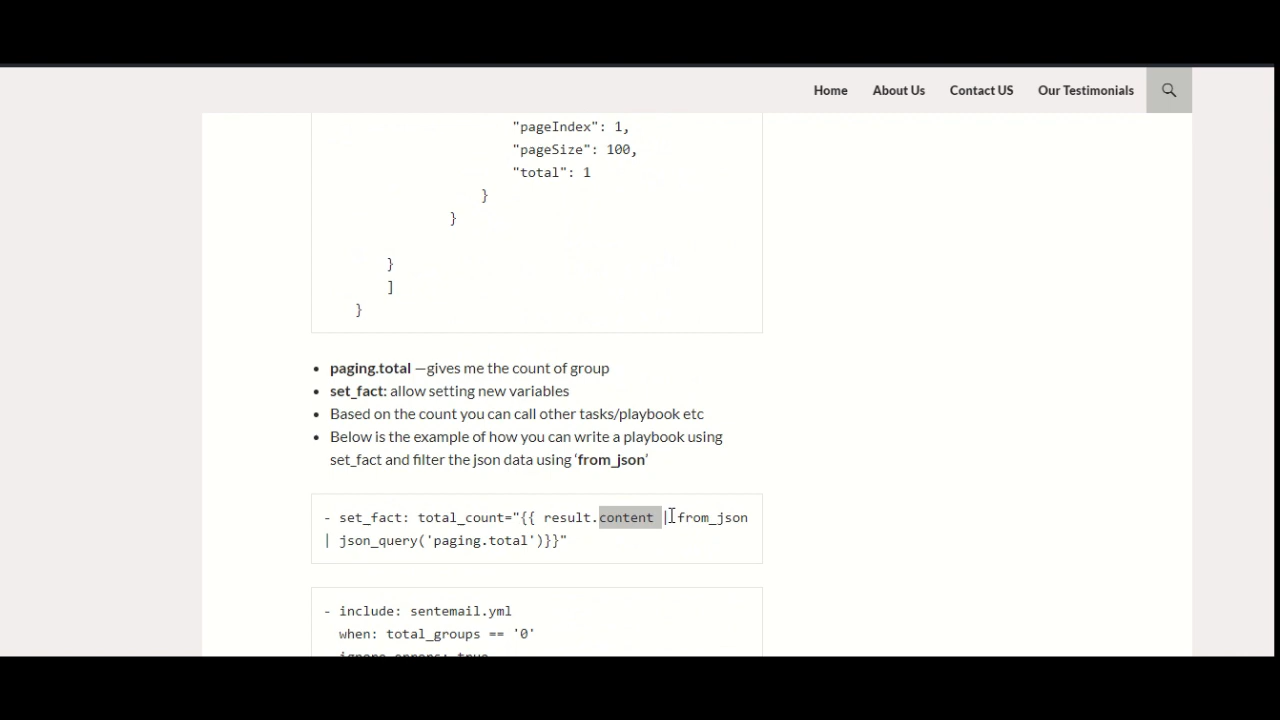 Home About Us Contact US Our Testimonials
"pageIndex": 1,
"pageSize": 100,
"total": 1
}
}
}
]
}
• paging.total —gives me the count of group
• set_fact: allow setting new variables
• Based on the count you can call other tasks/playbook etc
• Below is the example of how you can write a playbook using
set_fact and filter the json data using ‘from_json’
- set_fact: total_count="{{ result.content | from_json
| json_query('paging.total')}}"
- include: sentemail.yml
when: total_groups == '0'
ignore_errors: true